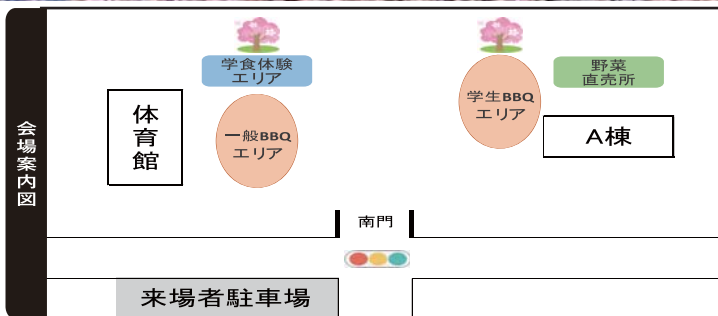 会場案内図
学食体験
エリア
体育館
一般BBQ
エリア
学生BBQ
エリア
野菜
直売所
A棟
南門
来場者駐車場